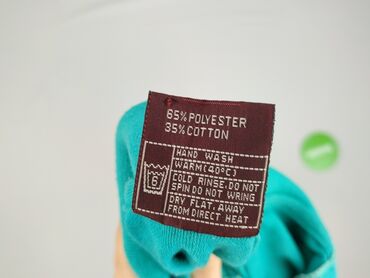 65% POLYESTER
35% COTTON
HAND WASH
WARM (40°C)
COLD RINSE. DO NOT
SPIN DO NOT WRING
DRY FLAT, AWAY
FROM DIRECT HEAT